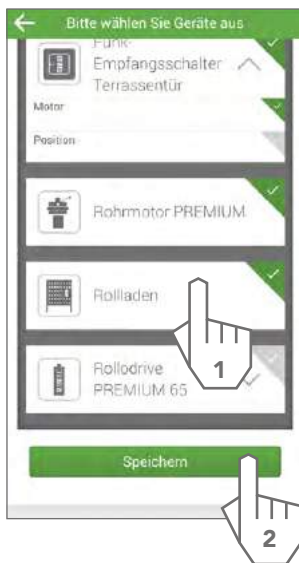 Bitte wählen Sie Geräte aus
Funk-
Empfangsschalter
Terrassentür
Motor
Position
Rohrmotor PREMIUM
Rollladen
Rollodrive
PREMIUM 65
1
Speichern
2